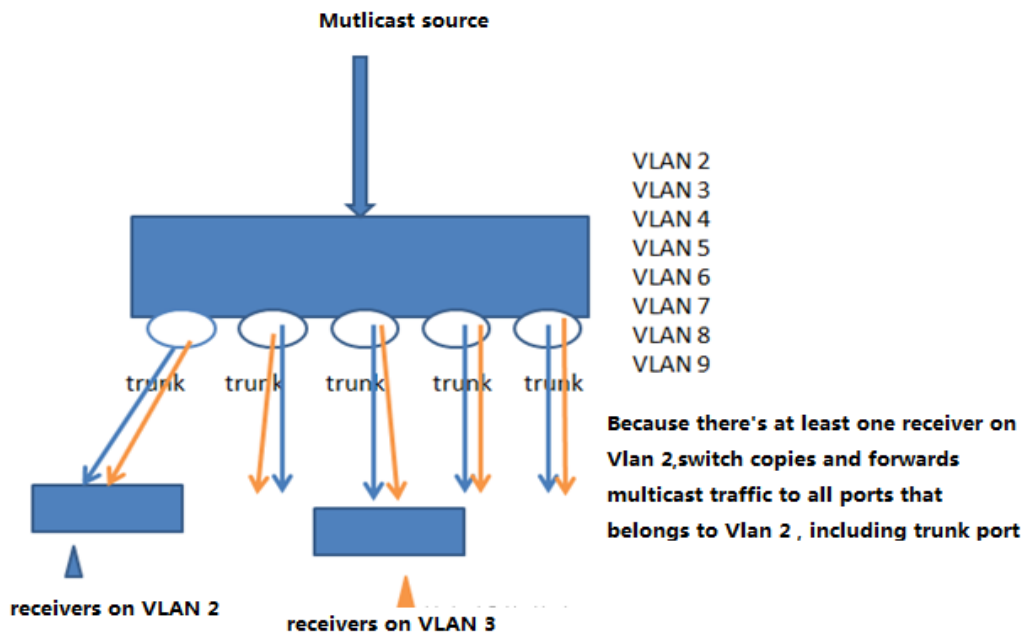 Mutlicast source
VLAN 2
VLAN 3
VLAN 4
VLAN 5
VLAN 6
VLAN 7
VLAN 8
VLAN 9
trunk
trunk
trunk
trunk
trunk
Because there's at least one receiver on
Vlan 2,switch copies and forwards
multicast traffic to all ports that
belongs to Vlan 2 , including trunk port
receivers on VLAN 2
receivers on VLAN 3